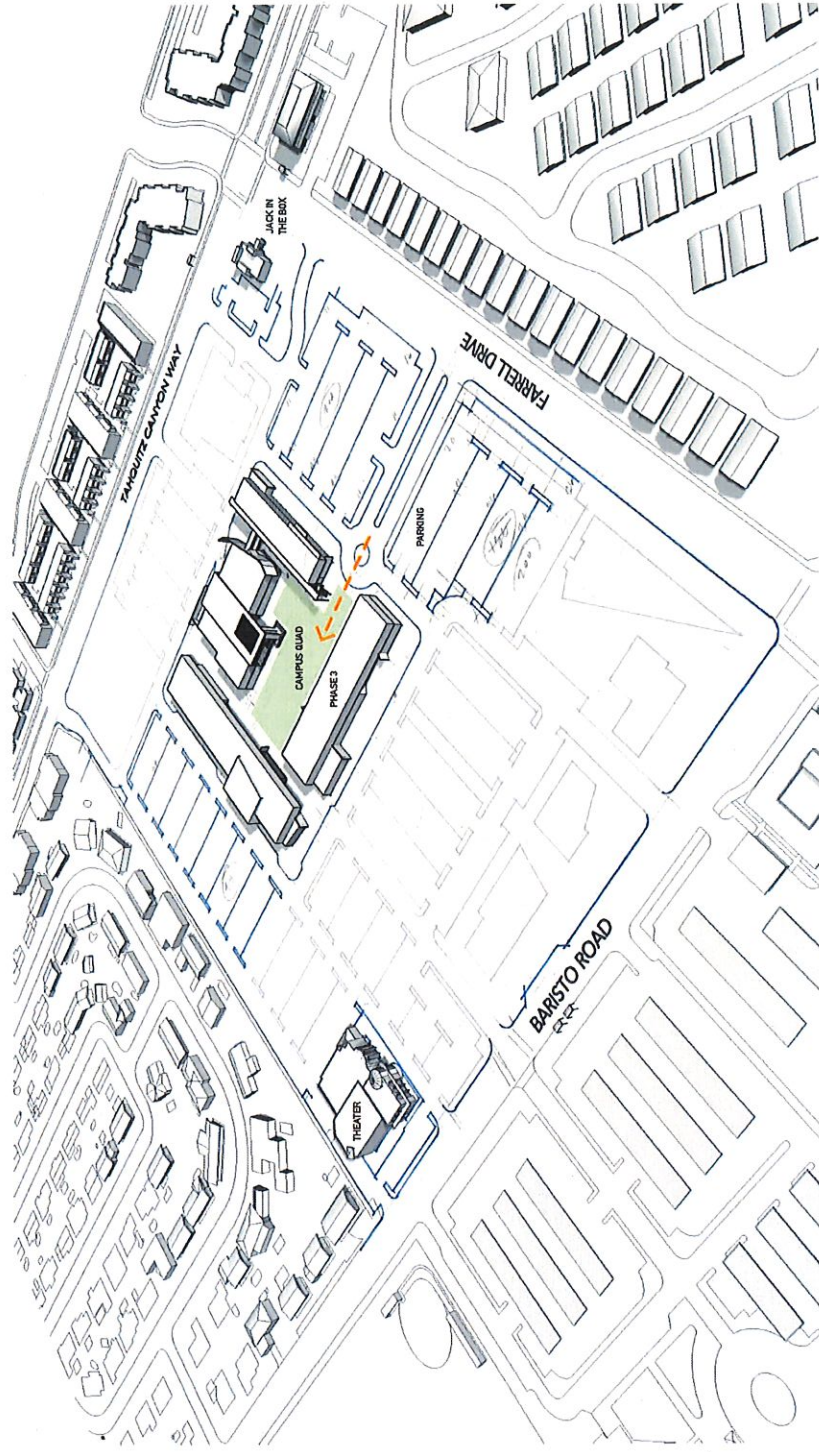 TAHQUITZ CANYON WAY
JACK IN
THE BOX
FARRELL DRIVE
CAMPUS QUAD
PARKING
PHASE 3
THEATER
BARISTO ROAD